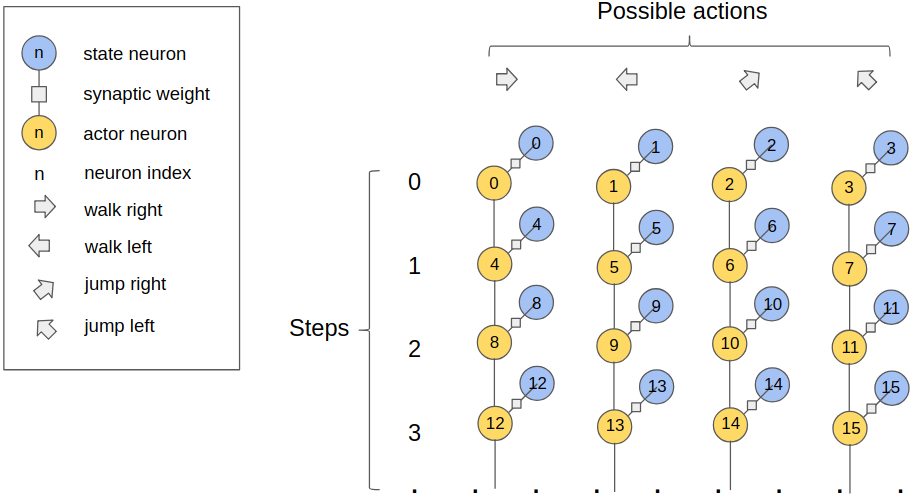 Possible actions
n state neuron
synaptic weight
n actor neuron
n neuron index
walk right
walk left
jump right
jump left
0 1 2 3
0 0 1 2 3
4 5 6 7
1 4 5 6 7
8 9 10 11
Steps
2 8 9 10 11
12 13 14 15
3 12 13 14 15
. . . . . . . . .